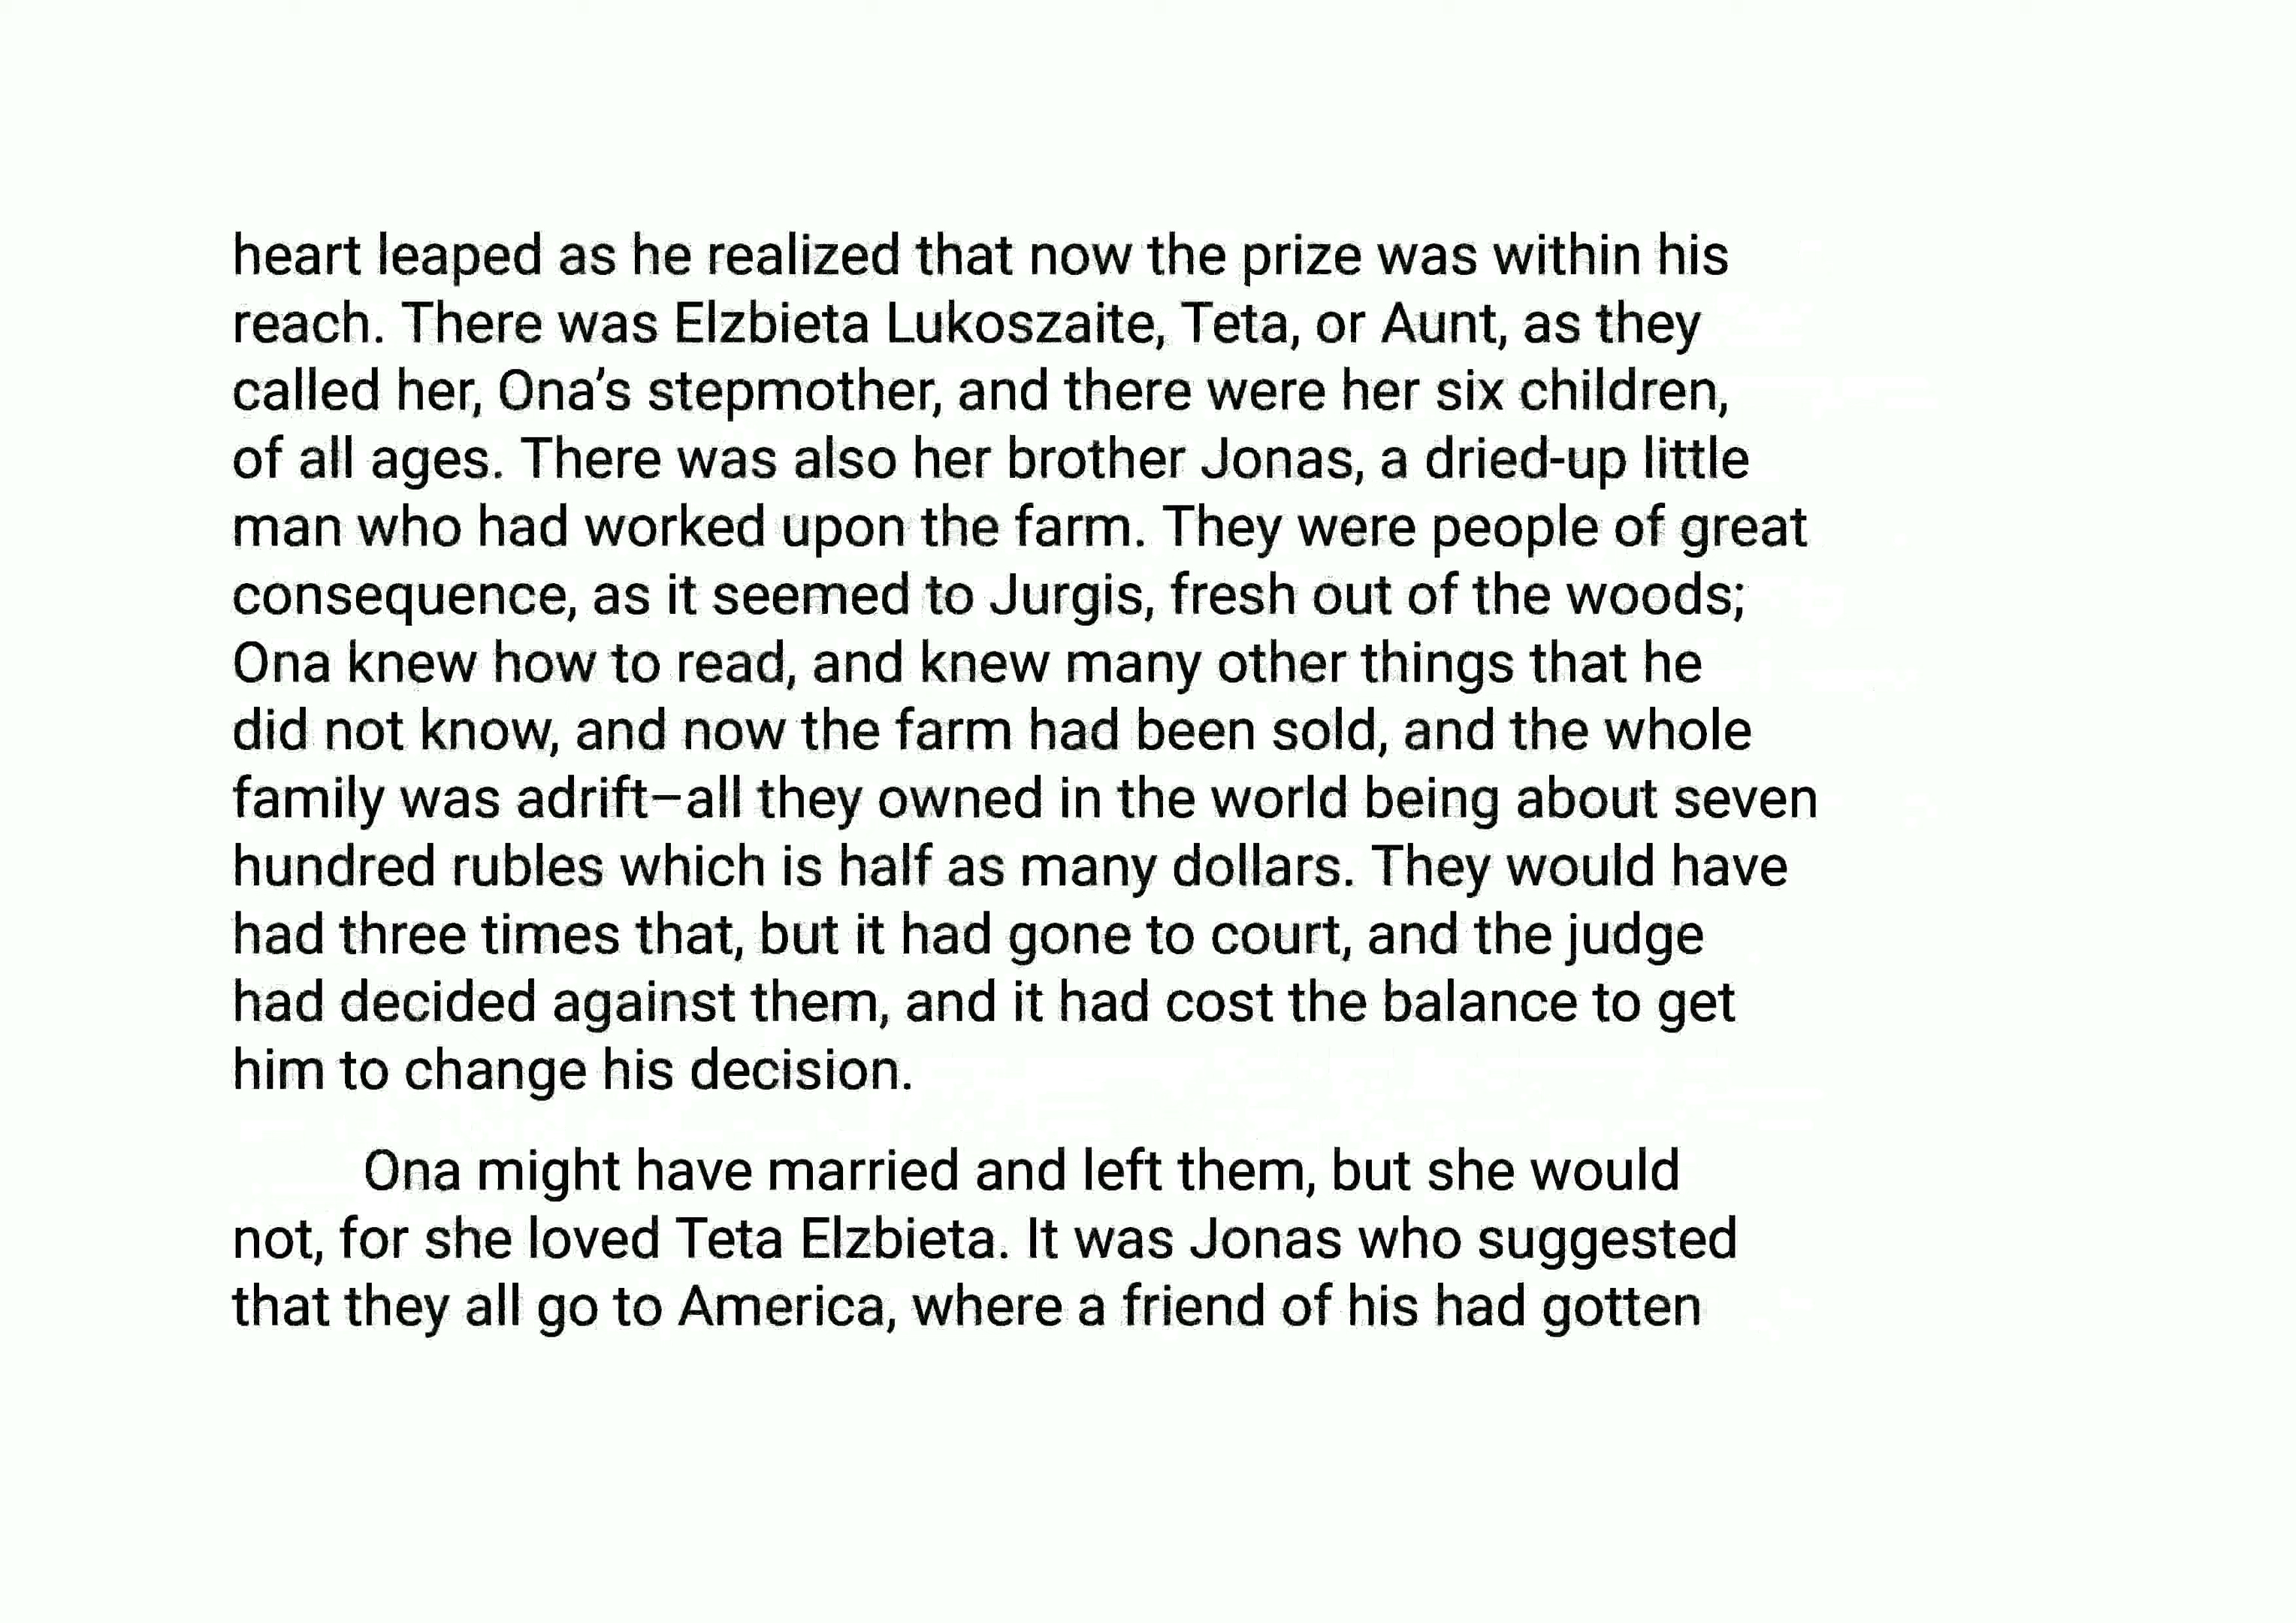 heart leaped as he realized that now the prize was within his
reach. There was Elzbieta Lukoszaite, Teta, or Aunt, as they
called her, Ona’s stepmother, and there were her six children,
of all ages. There was also her brother Jonas, a dried-up little
man who had worked upon the farm. They were people of great
consequence, as it seemed to Jurgis, fresh out of the woods;
Ona knew how to read, and knew many other things that he
did not know, and now the farm had been sold, and the whole
family was adrift–all they owned in the world being about seven
hundred rubles which is half as many dollars. They would have
had three times that, but it had gone to court, and the judge
had decided against them, and it had cost the balance to get
him to change his decision.
Ona might have married and left them, but she would
not, for she loved Teta Elzbieta. It was Jonas who suggested
that they all go to America, where a friend of his had gotten